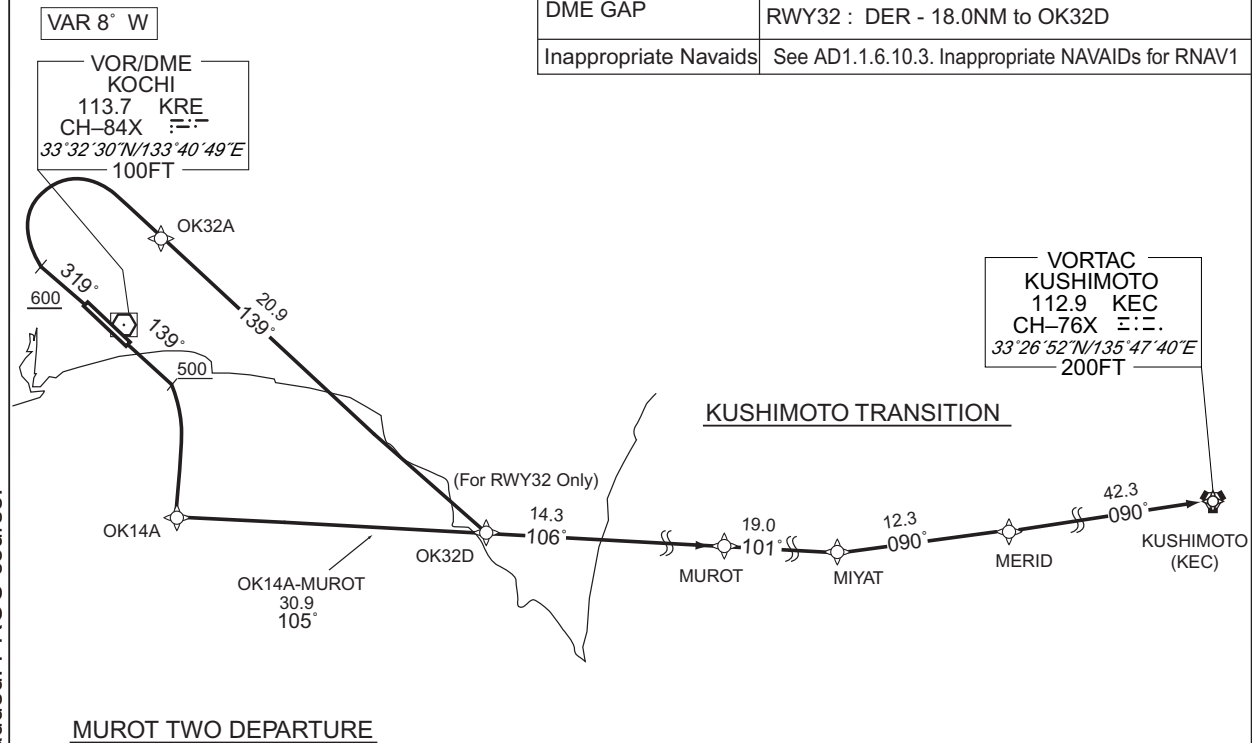 VAR 8° W
DME GAP
RWY32 : DER - 18.0NM to OK32D
Inappropriate Navaids
See AD1.1.6.10.3. Inappropriate NAVAIDs for RNAV1
VOR/DME
KOCHI
113.7 KRE
CH–84X
33°32´30˝N/133°40´49˝E
100FT
OK32A
319°
600
139°
20.9
139°
500
VORTAC
KUSHIMOTO
112.9 KEC
CH–76X
33°26´52˝N/135°47´40˝E
200FT
KUSHIMOTO TRANSITION
(For RWY32 Only)
OK14A
OK32D
14.3
106°
MUROT
19.0
101°
MIYAT
12.3
090°
MERID
42.3
090°
KUSHIMOTO
(KEC)
OK14A-MUROT
30.9
105°
MUROT TWO DEPARTURE